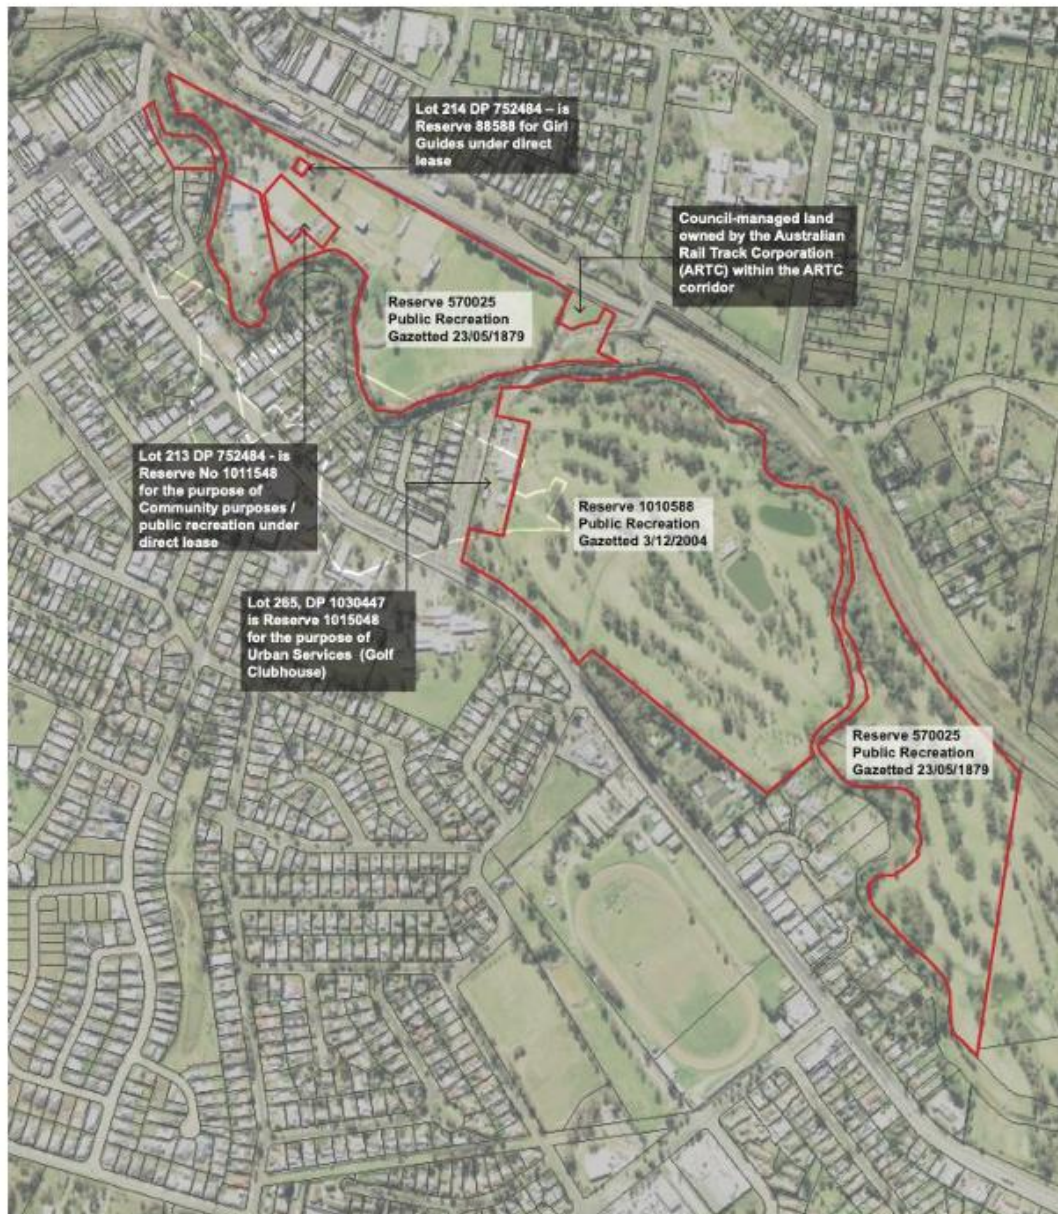 Lot 214 DP 752484 – is
Reserve 88588 for Girl
Guides under direct
lease
Council-managed land
owned by the Australian
Rail Track Corporation
(ARTC) within the ARTC
corridor
Reserve 570025
Public Recreation
Gazetted 23/05/1879
Lot 213 DP 752484 - is
Reserve No 1011548
for the purpose of
Community purposes /
public recreation under
direct lease
Reserve 1010588
Public Recreation
Gazetted 3/12/2004
Lot 265, DP 1030447
is Reserve 1015048
for the purpose of
Urban Services (Golf
Clubhouse)
Reserve 570025
Public Recreation
Gazetted 23/05/1879